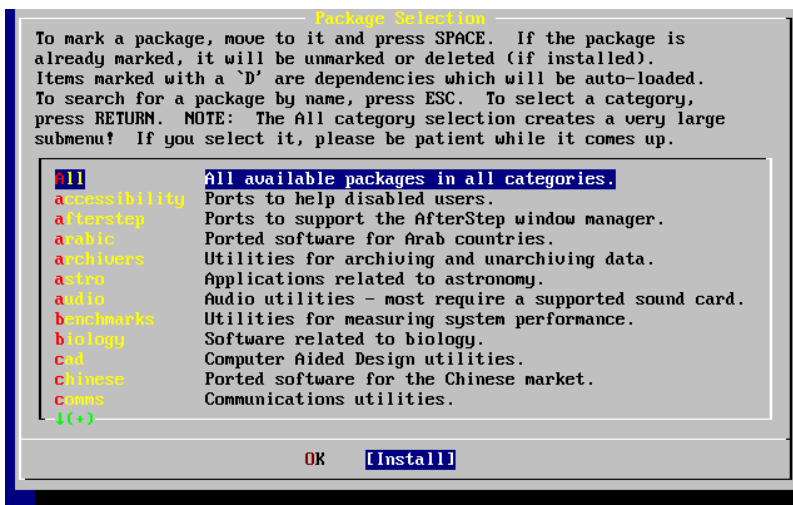 Package Selection
To mark a package, move to it and press SPACE.  If the package is
already marked, it will be unmarked or deleted (if installed).
Items marked with a `D' are dependencies which will be auto-loaded.
To search for a package by name, press ESC.  To select a category,
press RETURN.  NOTE:  The All category selection creates a very large
submenu!  If you select it, please be patient while it comes up.
All All available packages in all categories.
accessibility Ports to help disabled users.
afterstep Ports to support the AfterStep window manager.
arabic Ported software for Arab countries.
archivers Utilities for archiving and unarchiving data.
astro Applications related to astronomy.
audio Audio utilities - most require a supported sound card.
benchmarks Utilities for measuring system performance.
biology Software related to biology.
cad Computer Aided Design utilities.
chinese Ported software for the Chinese market.
comms Communications utilities.
↓(+)
OK [Install]